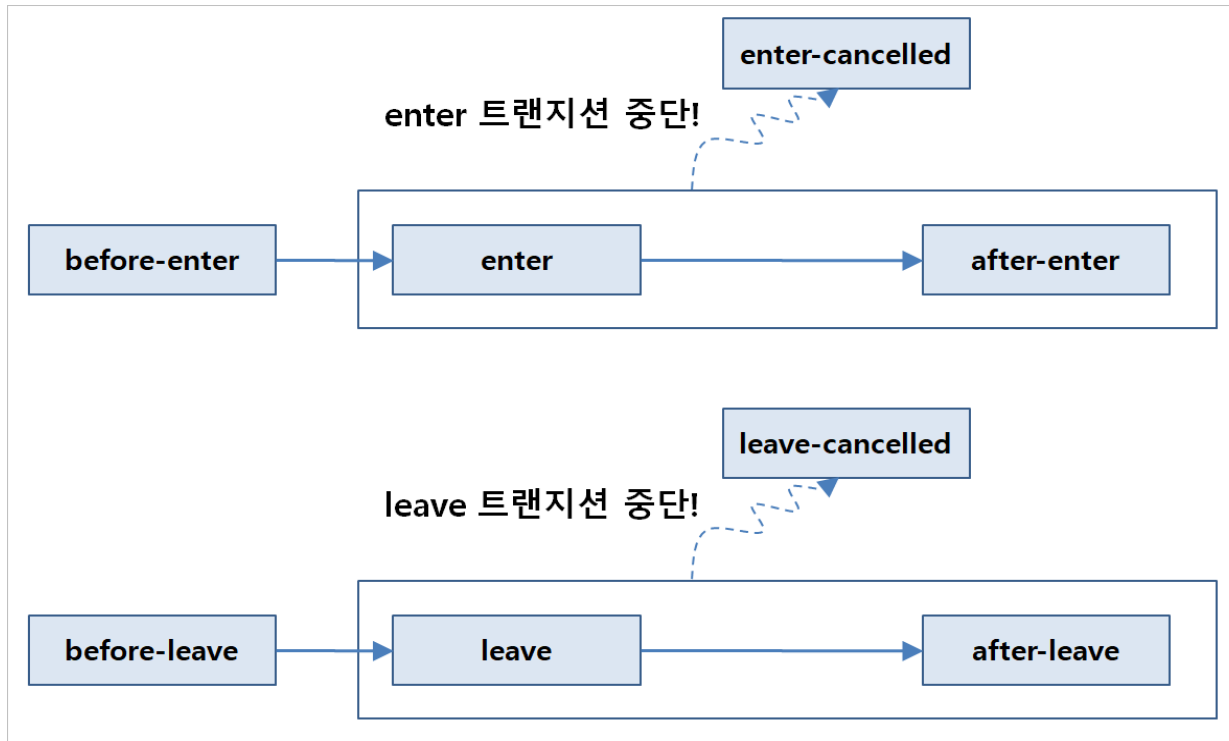 enter-cancelled
enter 트랜지션 중단!
before-enter
enter
after-enter
leave-cancelled
leave 트랜지션 중단!
before-leave
leave
after-leave